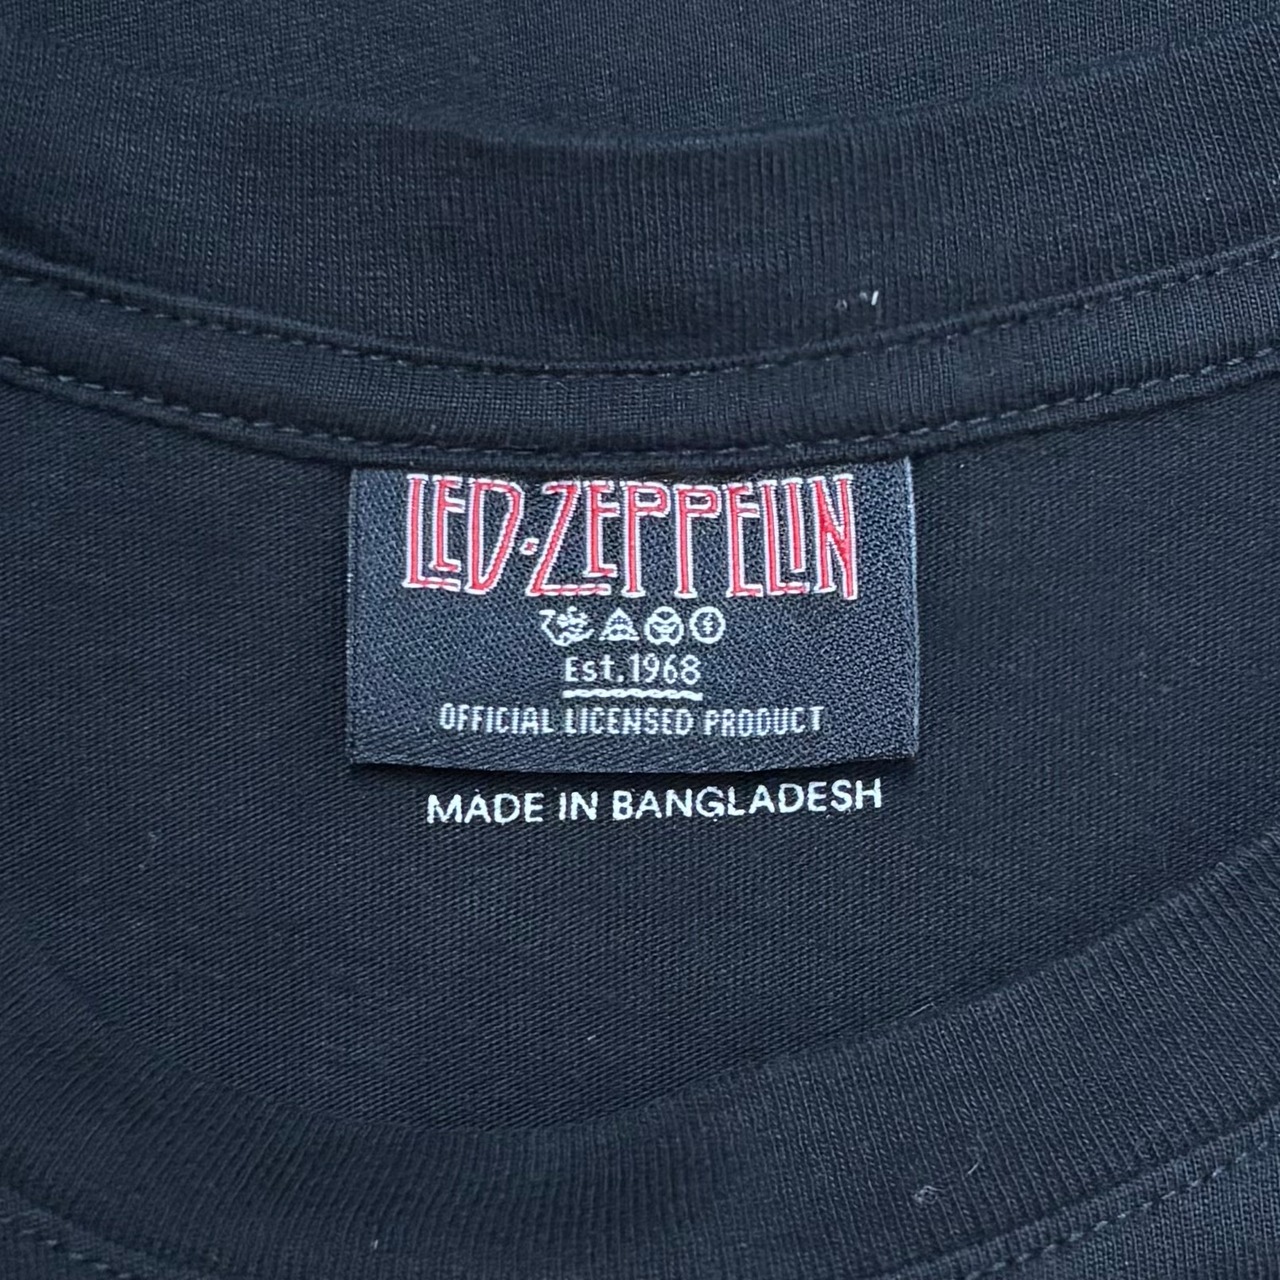 LED·ZEPPELIN
Est.1968
OFFICIAL LICENSED PRODUCT
MADE IN BANGLADESH